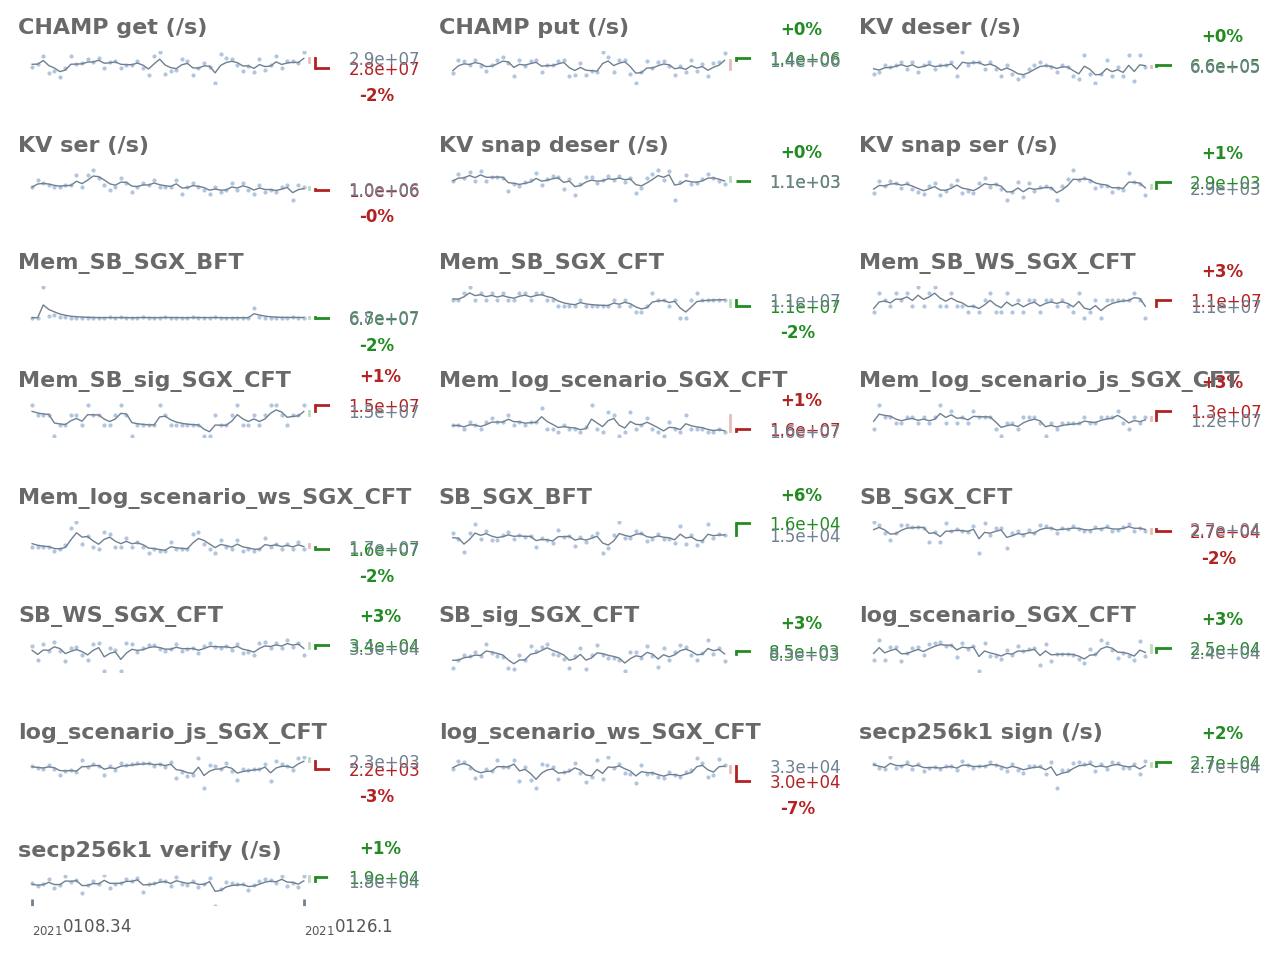 CHAMP get (/s)
2.9e+07
2.8e+07
-2%
CHAMP put (/s)
+0%
1.4e+06
1.4e+06
KV deser (/s)
+0%
6.6e+05
6.6e+05
KV ser (/s)
1.0e+06
1.0e+06
-0%
KV snap deser (/s)
+0%
1.1e+03
1.1e+03
KV snap ser (/s)
+1%
2.9e+03
2.9e+03
Mem_SB_SGX_BFT
6.8e+07
6.7e+07
-2%
Mem_SB_SGX_CFT
1.1e+07
1.1e+07
-2%
Mem_SB_WS_SGX_CFT
+3%
1.1e+07
1.1e+07
Mem_SB_sig_SGX_CFT
+1%
1.5e+07
1.5e+07
Mem_log_scenario_SGX_CFT
+1%
1.6e+07
1.6e+07
Mem_log_scenario_js_SGX_CFT
+3%
1.3e+07
1.2e+07
Mem_log_scenario_ws_SGX_CFT
1.7e+07
1.6e+07
-2%
SB_SGX_BFT
+6%
1.6e+04
1.5e+04
SB_SGX_CFT
2.7e+04
2.7e+04
-2%
SB_WS_SGX_CFT
+3%
3.4e+04
3.3e+04
SB_sig_SGX_CFT
+3%
8.5e+03
8.3e+03
log_scenario_SGX_CFT
+3%
2.5e+04
2.4e+04
log_scenario_js_SGX_CFT
2.3e+03
2.2e+03
-3%
log_scenario_ws_SGX_CFT
3.3e+04
3.0e+04
-7%
secp256k1 sign (/s)
+2%
2.7e+04
2.7e+04
secp256k1 verify (/s)
+1%
1.9e+04
1.8e+04
20210108.34
20210126.1